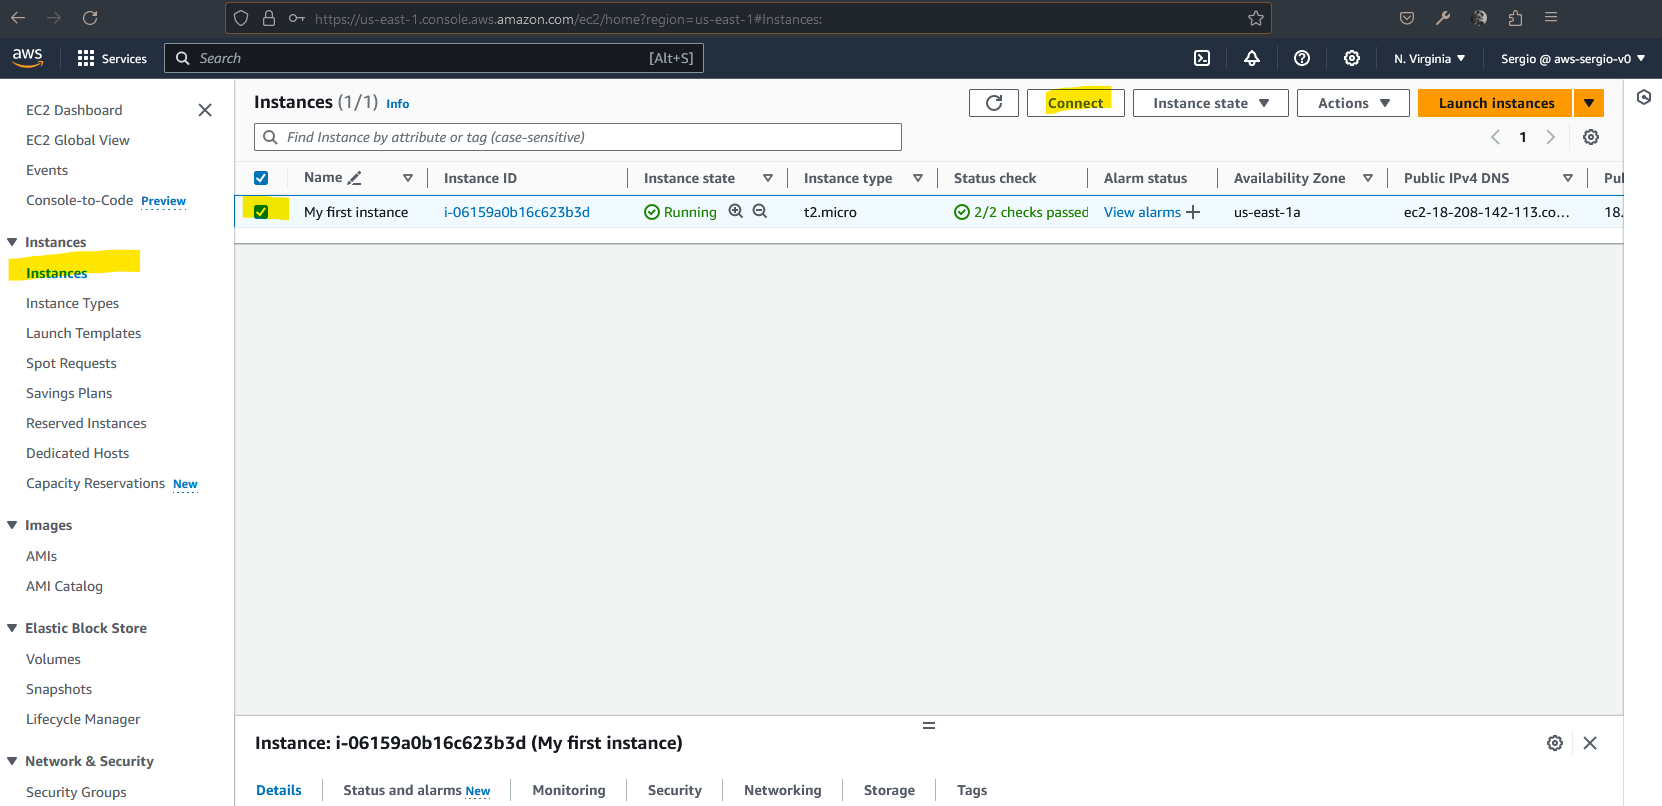 https://us-east-1.console.aws.amazon.com/ec2/home?region=us-east-1#Instances:
aws
Services
Search
[Alt+S]
N. Virginia
Sergio @ aws-sergio-v0
EC2 Dashboard
EC2 Global View
Events
Console-to-Code Preview
Instances
Instances
Instance Types
Launch Templates
Spot Requests
Savings Plans
Reserved Instances
Dedicated Hosts
Capacity Reservations New
Images
AMIs
AMI Catalog
Elastic Block Store
Volumes
Snapshots
Lifecycle Manager
Network & Security
Security Groups
Instances (1/1) Info
Connect
Instance state
Actions
Launch instances
Find Instance by attribute or tag (case-sensitive)
1
Name Instance ID Instance state Instance type Status check Alarm status Availability Zone Public IPv4 DNS Pul
My first instance i-06159a0b16c623b3d Running t2.micro 2/2 checks passed View alarms us-east-1a ec2-18-208-142-113.co... 18.
Instance: i-06159a0b16c623b3d (My first instance)
Details Status and alarms New Monitoring Security Networking Storage Tags